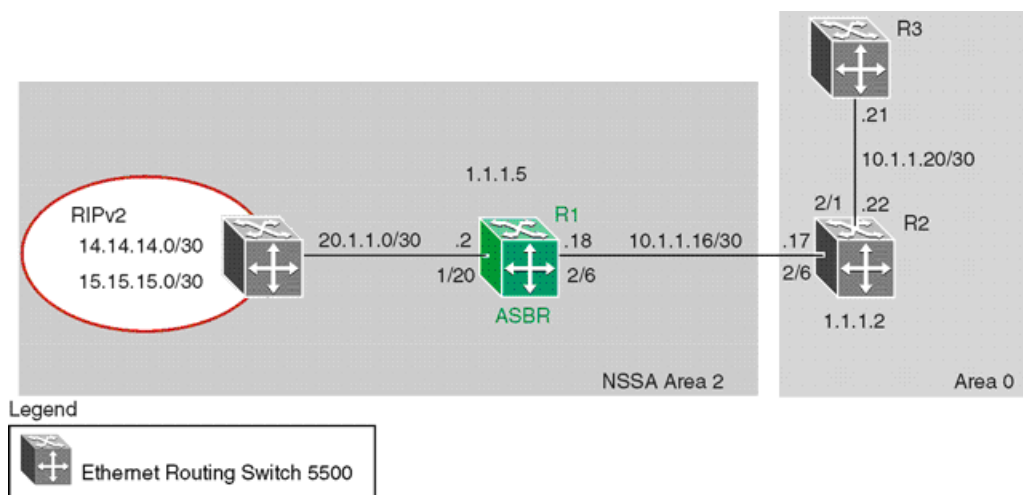 R3
.21
10.1.1.20/30
1.1.1.5
RIPv2
14.14.14.0/30
15.15.15.0/30
20.1.1.0/30
.2
1/20
R1
.18
2/6
ASBR
10.1.1.16/30
2/1
.22
R2
.17
2/6
1.1.1.2
NSSA Area 2
Area 0
Legend
Ethernet Routing Switch 5500